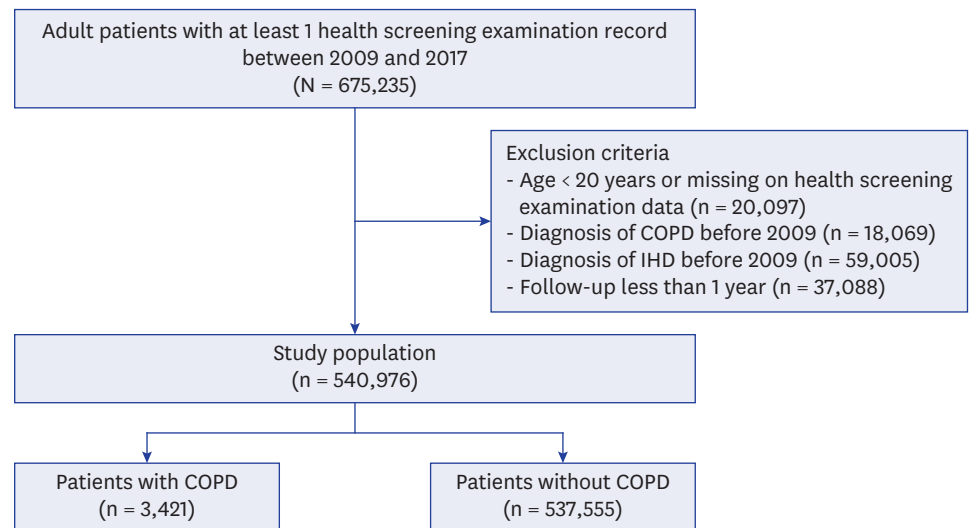 Adult patients with at least 1 health screening examination record
between 2009 and 2017
(N = 675,235)
Exclusion criteria
- Age < 20 years or missing on health screening
examination data (n = 20,097)
- Diagnosis of COPD before 2009 (n = 18,069)
- Diagnosis of IHD before 2009 (n = 59,005)
- Follow-up less than 1 year (n = 37,088)
Study population
(n = 540,976)
Patients with COPD
(n = 3,421)
Patients without COPD
(n = 537,555)